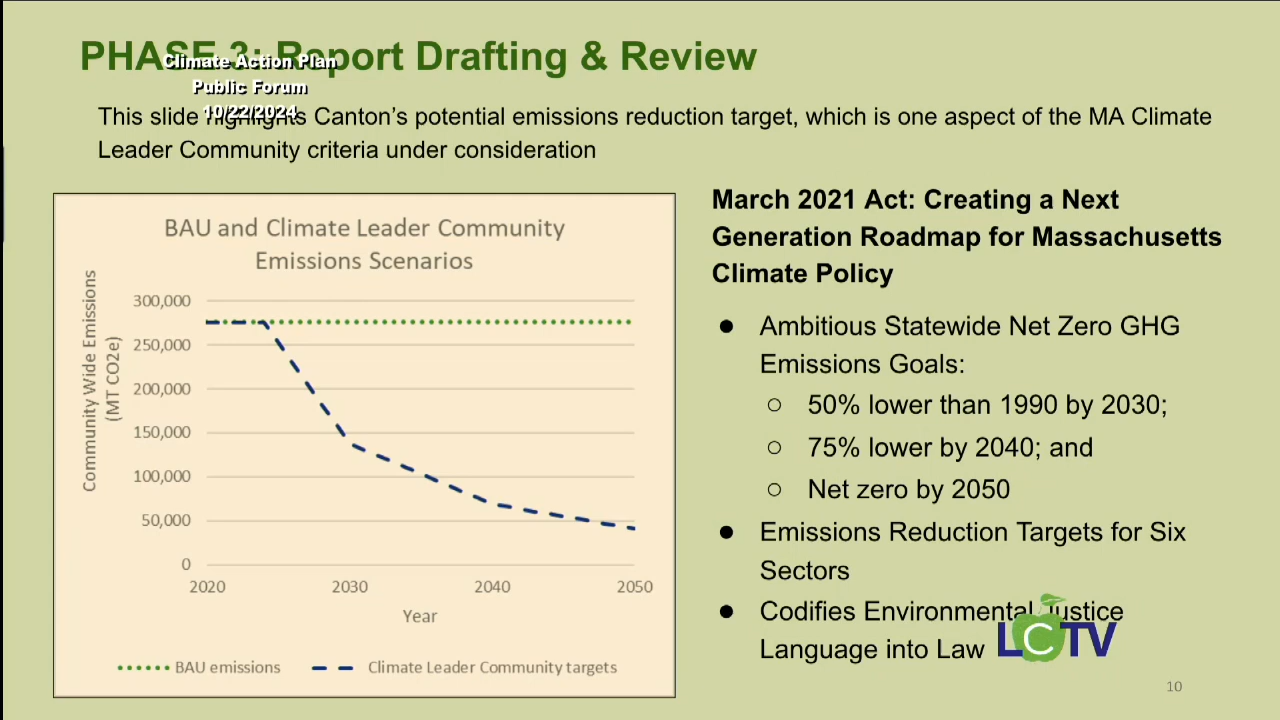 PHASE 3: Report Drafting & Review
Climate Action Plan
Public Forum
10/22/2024
This slide highlights Canton’s potential emissions reduction target, which is one aspect of the MA Climate
Leader Community criteria under consideration
BAU and Climate Leader Community
Emissions Scenarios
Community Wide Emissions
(MT CO2e)
300,000
250,000
200,000
150,000
100,000
50,000
0
2020 2030 2040 2050
Year
BAU emissions Climate Leader Community targets
March 2021 Act: Creating a Next
Generation Roadmap for Massachusetts
Climate Policy
● Ambitious Statewide Net Zero GHG
Emissions Goals:
○ 50% lower than 1990 by 2030;
○ 75% lower by 2040; and
○ Net zero by 2050
● Emissions Reduction Targets for Six
Sectors
● Codifies Environmental Justice
Language into Law
LCTV
10